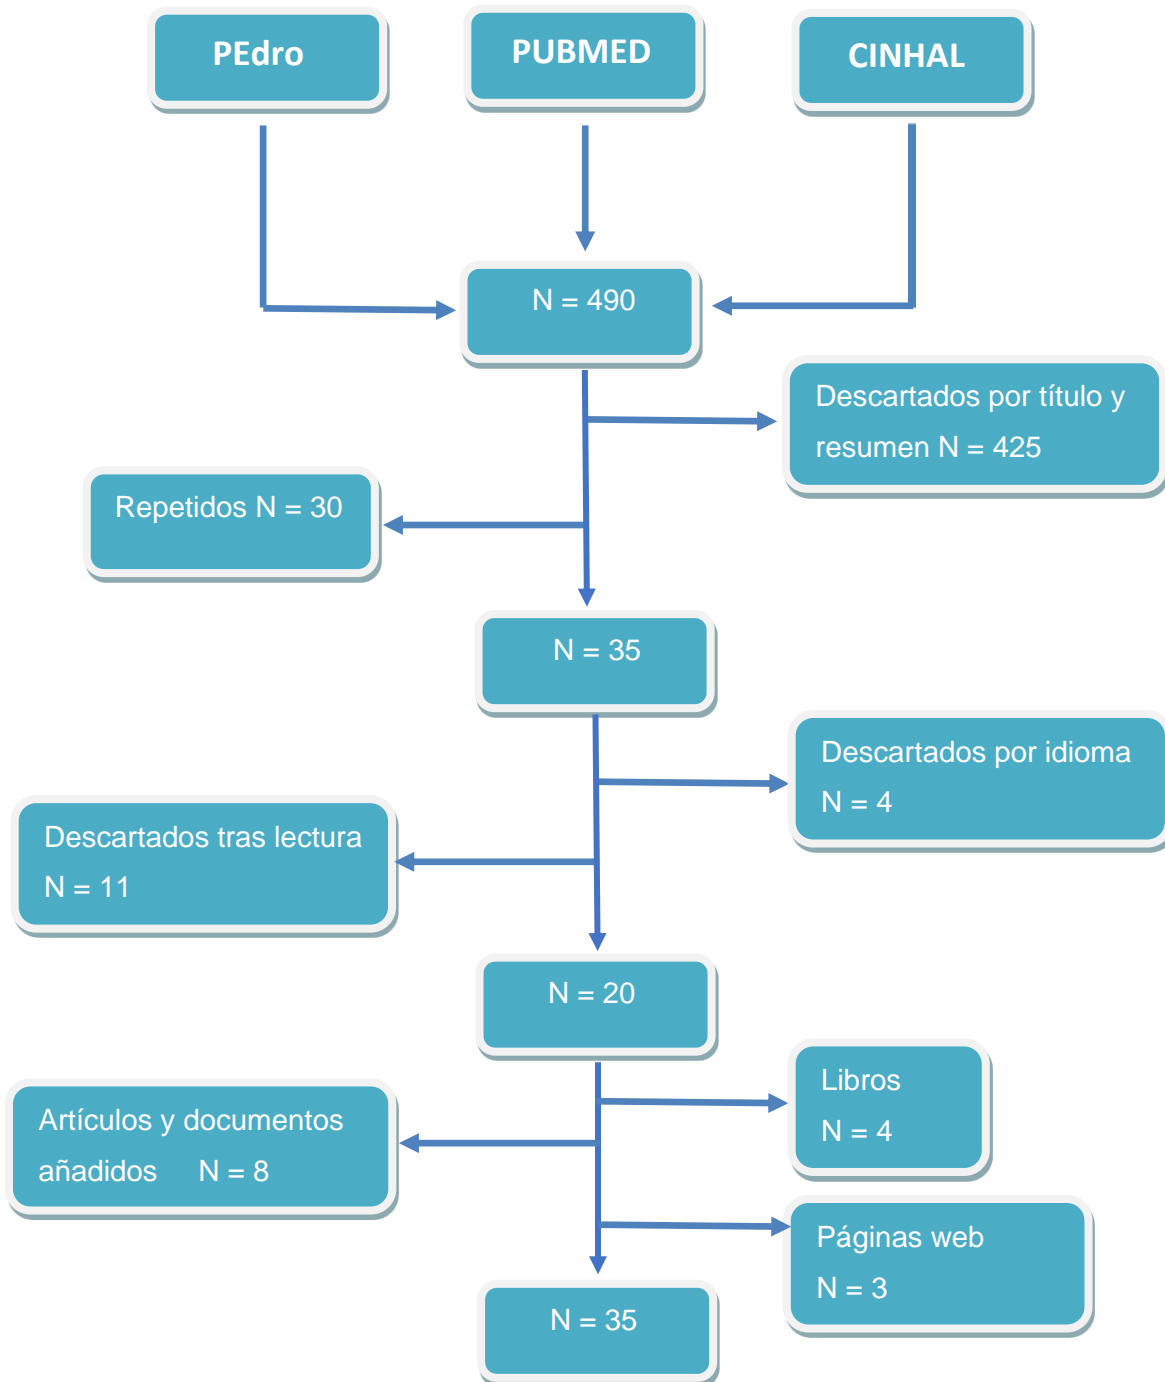 PEdro
PUBMED
CINHAL
N = 490
Descartados por título y
resumen N = 425
Repetidos N = 30
N = 35
Descartados por idioma
N = 4
Descartados tras lectura
N = 11
N = 20
Libros
N = 4
Artículos y documentos
añadidos N = 8
Páginas web
N = 3
N = 35